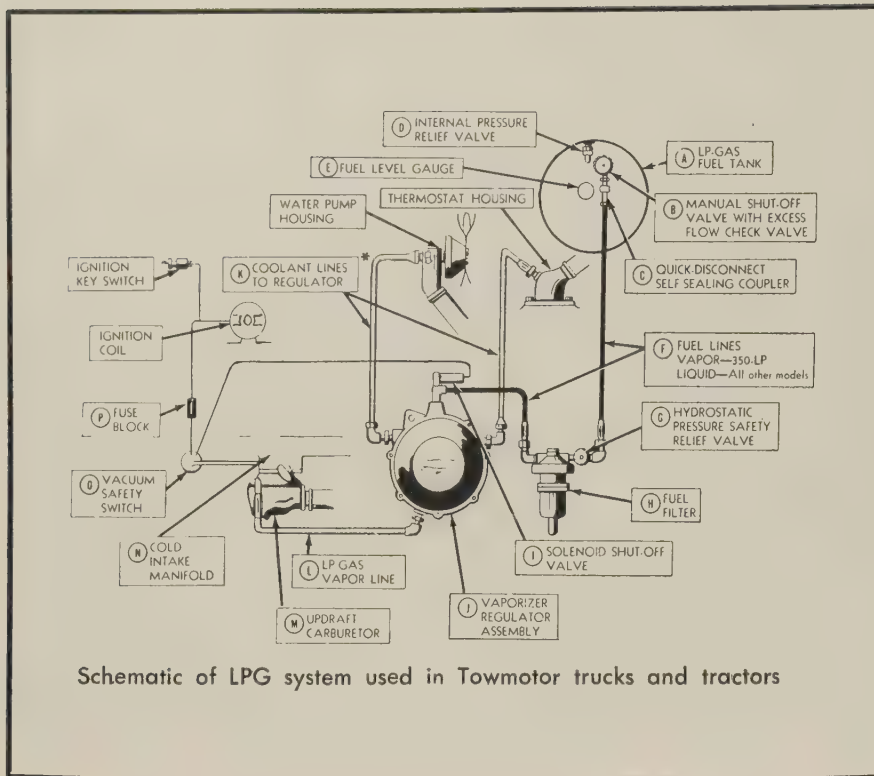 D INTERNAL PRESSURE
RELIEF VALVE
A LP-GAS
FUEL TANK
E FUEL LEVEL GAUGE
THERMOSTAT HOUSING
B MANUAL SHUT-OFF
VALVE WITH EXCESS
FLOW CHECK VALVE
WATER PUMP
HOUSING
*
K COOLANT LINES
TO REGULATOR
C QUICK-DISCONNECT
SELF SEALING COUPLER
IGNITION
KEY SWITCH
IGNITION
COIL
F FUEL LINES
VAPOR—350-LP
LIQUID—All other models
P FUSE
BLOCK
G HYDROSTATIC
PRESSURE SAFETY
RELIEF VALVE
O VACUUM
SAFETY
SWITCH
H FUEL
FILTER
N COLD
INTAKE
MANIFOLD
L LP GAS
VAPOR LINE
I SOLENOID SHUT-OFF
VALVE
M UPDRAFT
CARBURETOR
J VAPORIZER
REGULATOR
ASSEMBLY
Schematic of LPG system used in Towmotor trucks and tractors